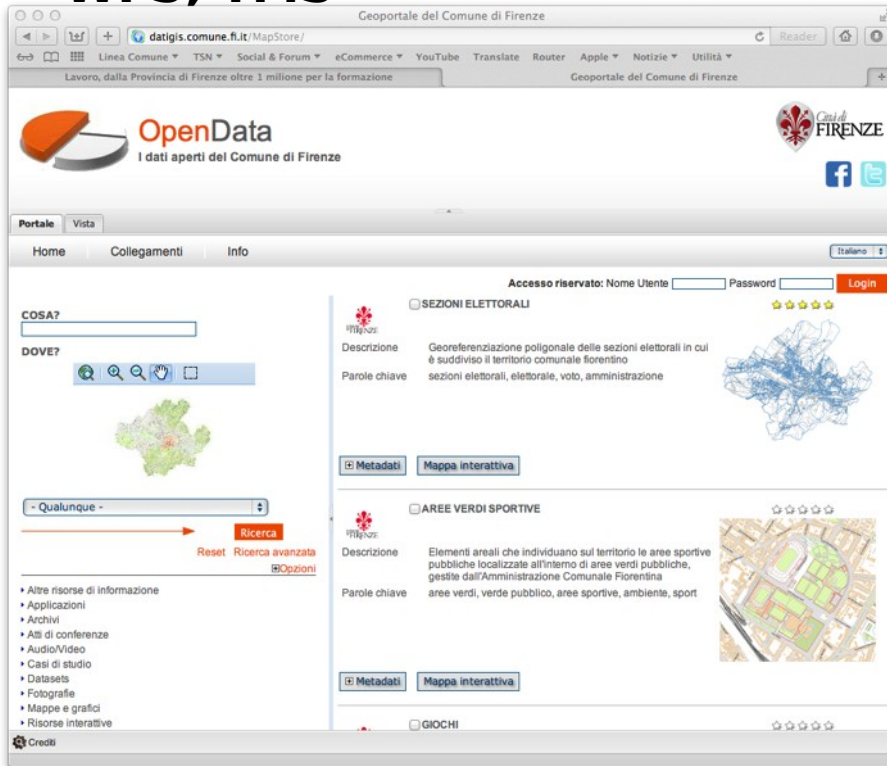 Geoportale del Comune di Firenze
datigis.comune.fi.it/MapStore/
Reader
Linea Comune TSN Social & Forum eCommerce YouTube Translate Router Apple Notizie Utilità
Lavoro, dalla Provincia di Firenze oltre 1 milione per la formazione
Geoportale del Comune di Firenze
OpenData
I dati aperti del Comune di Firenze
Città di
FIRENZE
Portale Vista
Home Collegamenti Info
Italiano
Accesso riservato: Nome Utente Password Login
COSA?
DOVE?
- Qualunque -
Ricerca
Reset Ricerca avanzata
Opzioni
Altre risorse di informazione
Applicazioni
Archivi
Atti di conferenze
Audio/Video
Casi di studio
Datasets
Fotografie
Mappe e grafici
Risorse interattive
SEZIONI ELETTORALI
FIRENZE
Descrizione Georeferenziazione poligonale delle sezioni elettorali in cui
è suddiviso il territorio comunale fiorentino
Parole chiave sezioni elettorali, elettorale, voto, amministrazione
Metadati Mappa interattiva
AREE VERDI SPORTIVE
FIRENZE
Descrizione Elementi areali che individuano sul territorio le aree sportive
pubbliche localizzate all'interno di aree verdi pubbliche,
gestite dall'Amministrazione Comunale Fiorentina
Parole chiave aree verdi, verde pubblico, aree sportive, ambiente, sport
Metadati Mappa interattiva
GIOCHI
Crediti